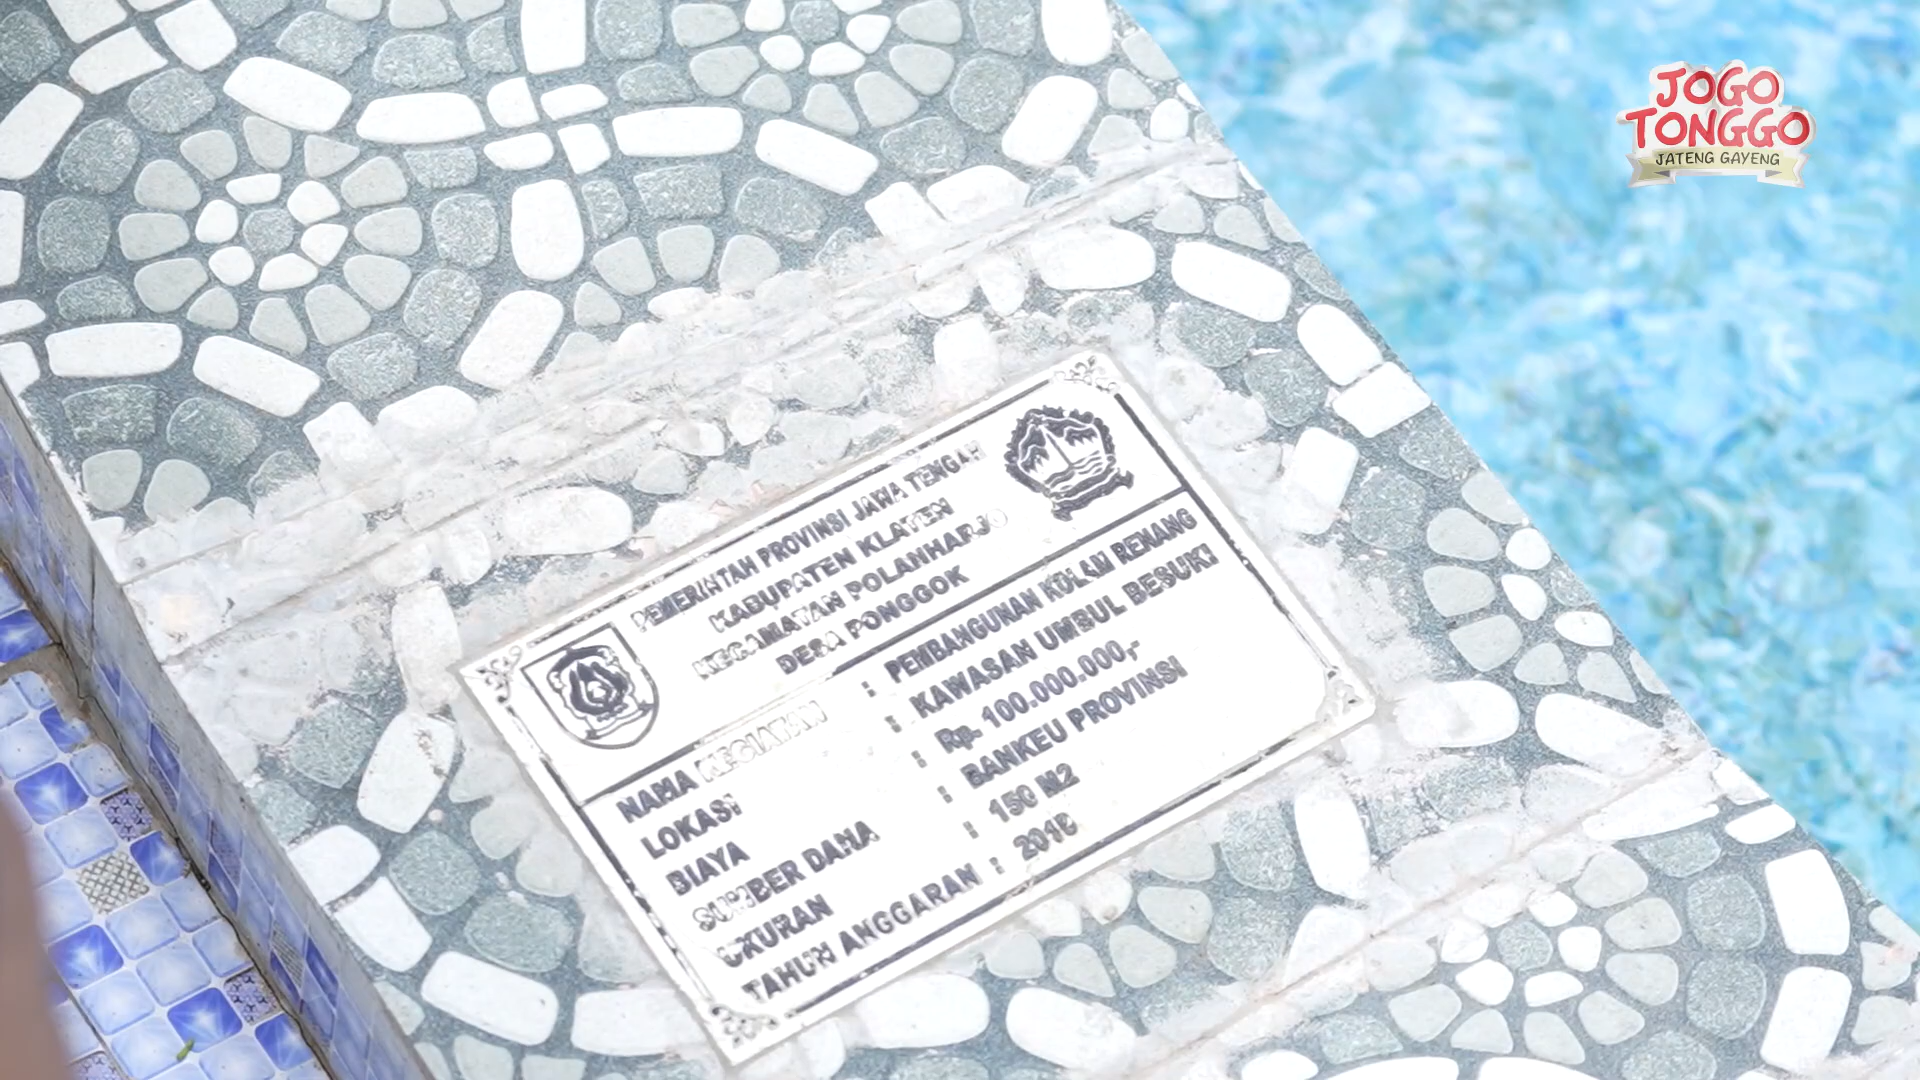 JOGO
TONGGO
JATENG GAYENG
PEMERINTAH PROVINSI JAWA TENGAH
KABUPATEN KLATEN
KECAMATAN POLANHARJO
DESA PONGGOK
NAMA KEGIATAN : PEMBANGUNAN KOLAM RENANG
LOKASI : KAWASAN UMBUL BESUKI
BIAYA : Rp. 100.000.000,-
SUMBER DANA : BANKEU PROVINSI
UKURAN : 150 M2
TAHUN ANGGARAN :